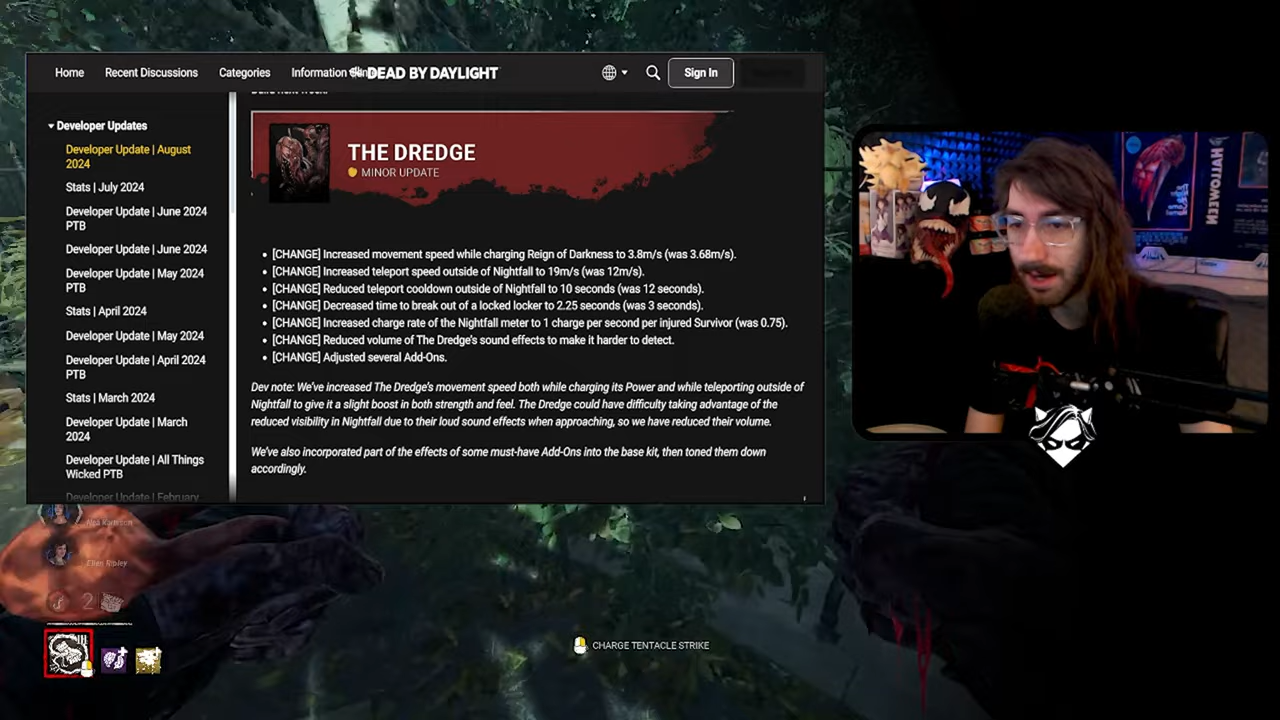 Home Recent Discussions Categories Information DEAD BY DAYLIGHT Sign In
Developer Updates
Developer Update | August
2024
Stats | July 2024
Developer Update | June 2024
PTB
Developer Update | June 2024
Developer Update | May 2024
PTB
Stats | April 2024
Developer Update | May 2024
Developer Update | April 2024
PTB
Stats | March 2024
Developer Update | March
2024
Developer Update | All Things
Wicked PTB
Developer Update | February
THE DREDGE
MINOR UPDATE
• [CHANGE] Increased movement speed while charging Reign of Darkness to 3.8m/s (was 3.68m/s).
• [CHANGE] Increased teleport speed outside of Nightfall to 19m/s (was 12m/s).
• [CHANGE] Reduced teleport cooldown outside of Nightfall to 10 seconds (was 12 seconds).
• [CHANGE] Decreased time to break out of a locked locker to 2.25 seconds (was 3 seconds).
• [CHANGE] Increased charge rate of the Nightfall meter to 1 charge per second per injured Survivor (was 0.75).
• [CHANGE] Reduced volume of The Dredge's sound effects to make it harder to detect.
• [CHANGE] Adjusted several Add-Ons.
Dev note: We've increased The Dredge's movement speed both while charging its Power and while teleporting outside of
Nightfall to give it a slight boost in both strength and feel. The Dredge could have difficulty taking advantage of the
reduced visibility in Nightfall due to their loud sound effects when approaching, so we have reduced their volume.
We've also incorporated part of the effects of some must-have Add-Ons into the base kit, then toned them down
accordingly.
HALLOWEEN
The Night
Ellen Ripley
2
CHARGE TENTACLE STRIKE